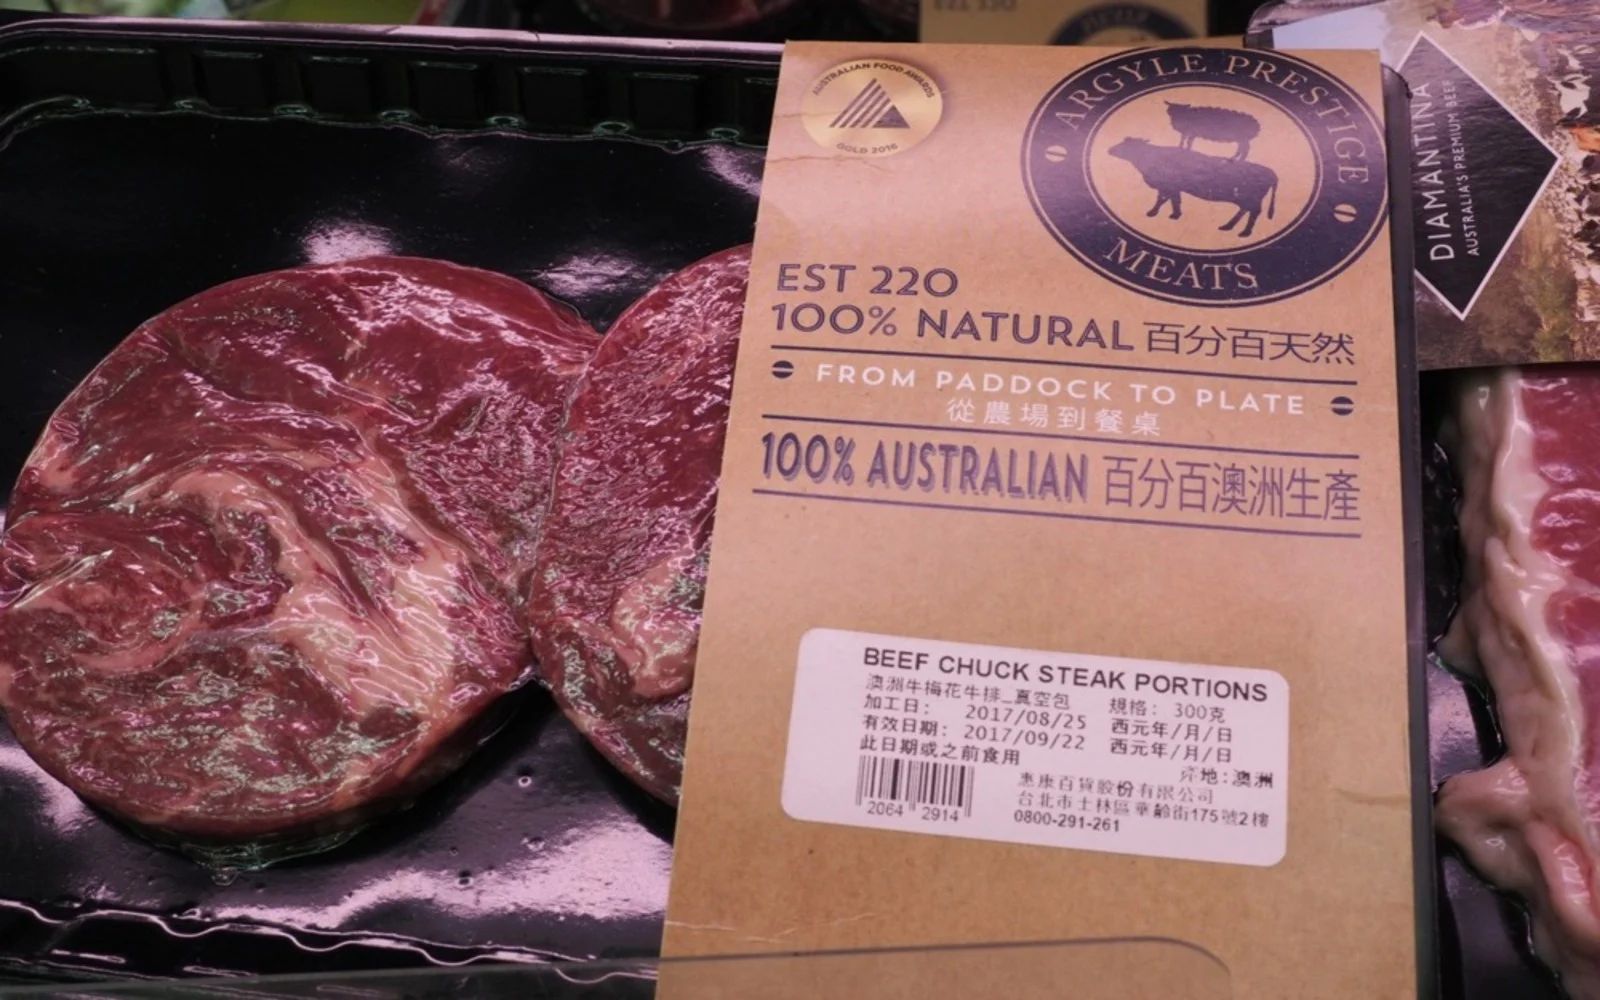 AUSTRALIAN FOOD AWARDS
GOLD 2016
ARGYLE PRESTIGE
MEATS
EST 220
100% NATURAL 百分百天然
FROM PADDOCK TO PLATE
從農場到餐桌
100% AUSTRALIAN 百分百澳洲生產
BEEF CHUCK STEAK PORTIONS
澳洲牛梅花牛排_真空包 規格: 300克
加工日: 2017/08/25 西元年/月/日
有效日期: 2017/09/22 西元年/月/日
此日期或之前食用
產地:澳洲
惠康百貨股份有限公司
台北市士林區華齡街175號2樓
0800-291-261
2064 2914
DIAMANTINA
AUSTRALIA'S PREMIUM BEEF